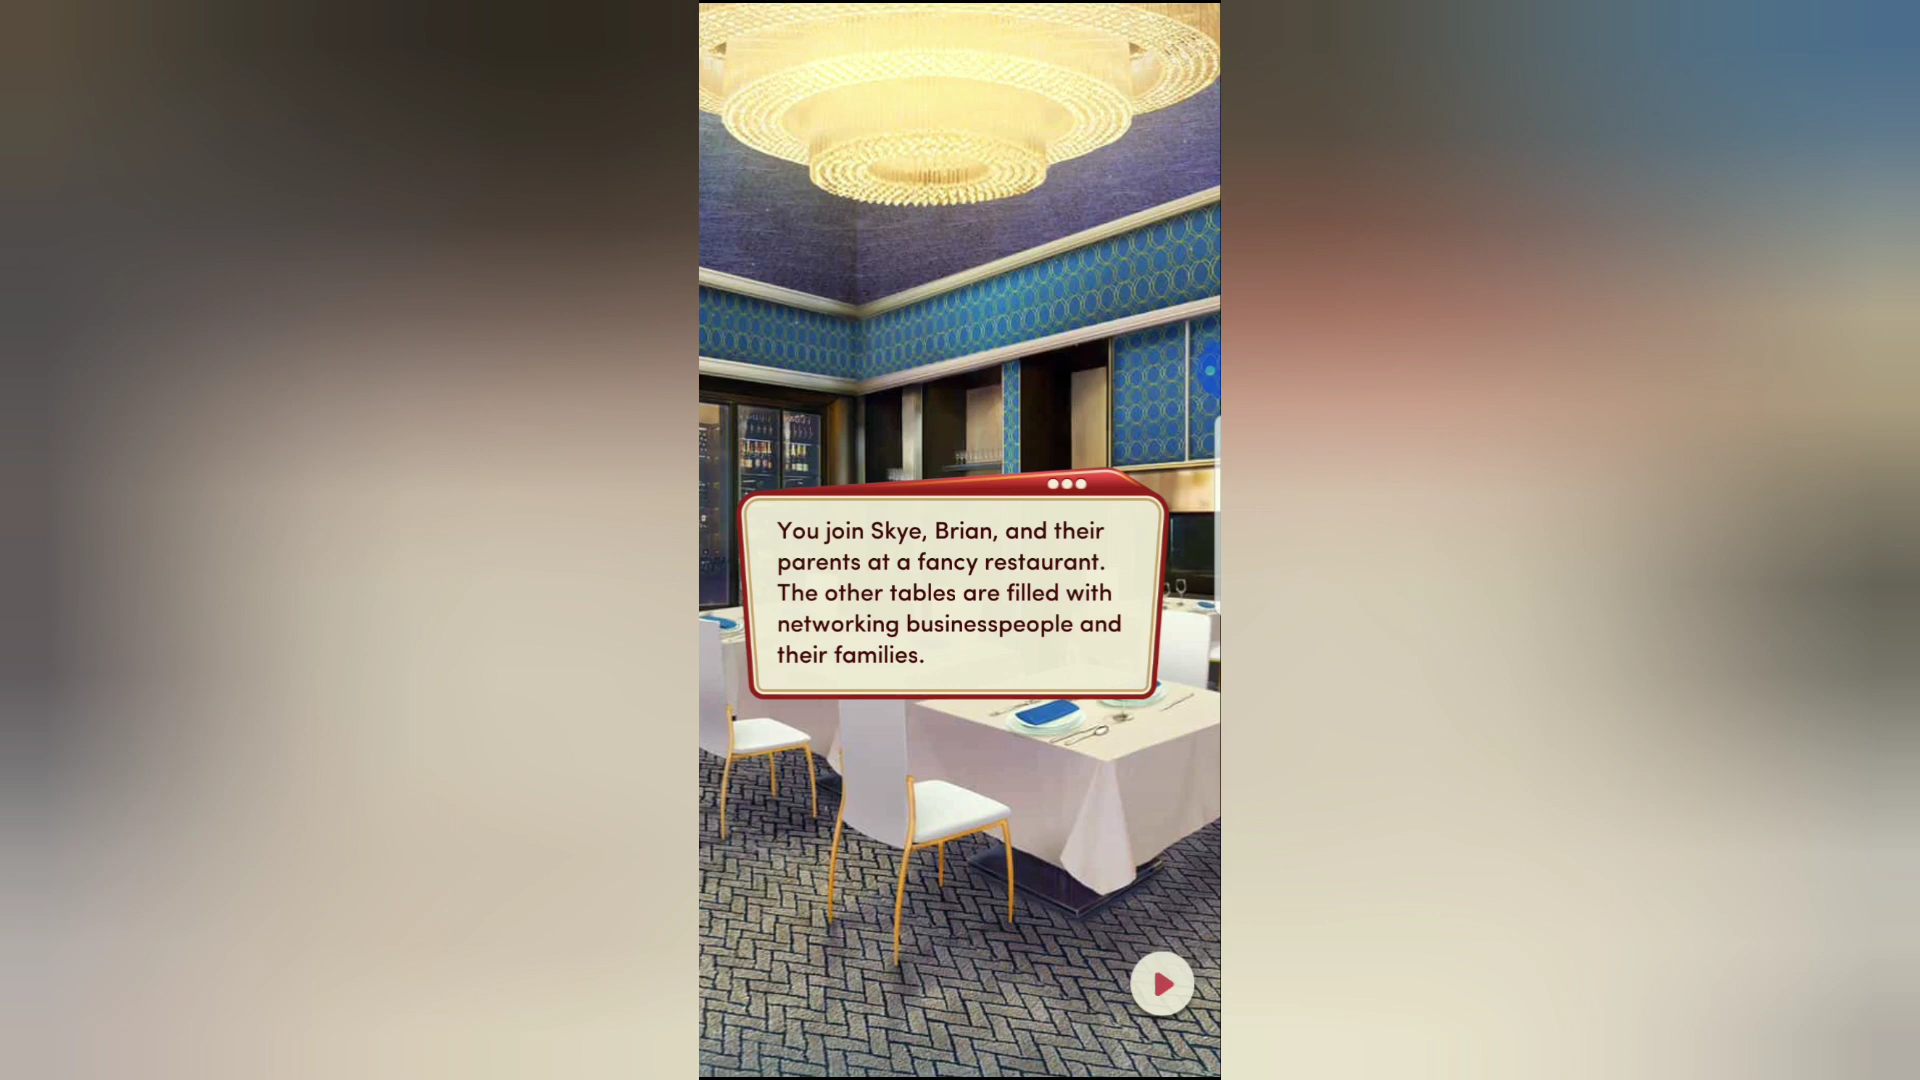 You join Skye, Brian, and their
parents at a fancy restaurant.
The other tables are filled with
networking businesspeople and
their families.